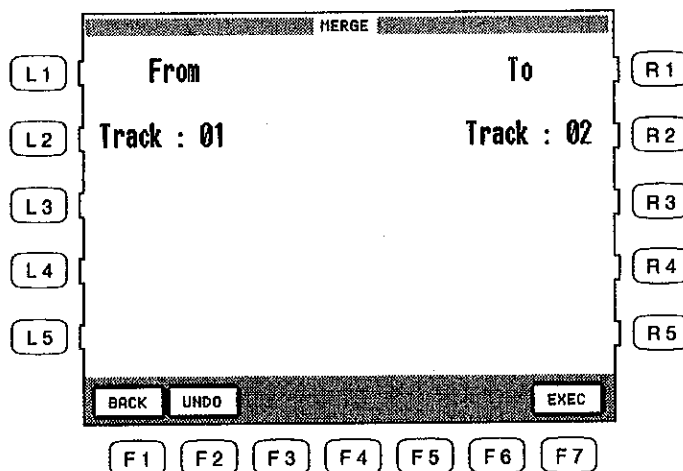 MERGE
L1 From To R1
L2 Track : 01 Track : 02 R2
L3 R3
L4 R4
L5 R5
BACK UNDO EXEC
F1 F2 F3 F4 F5 F6 F7